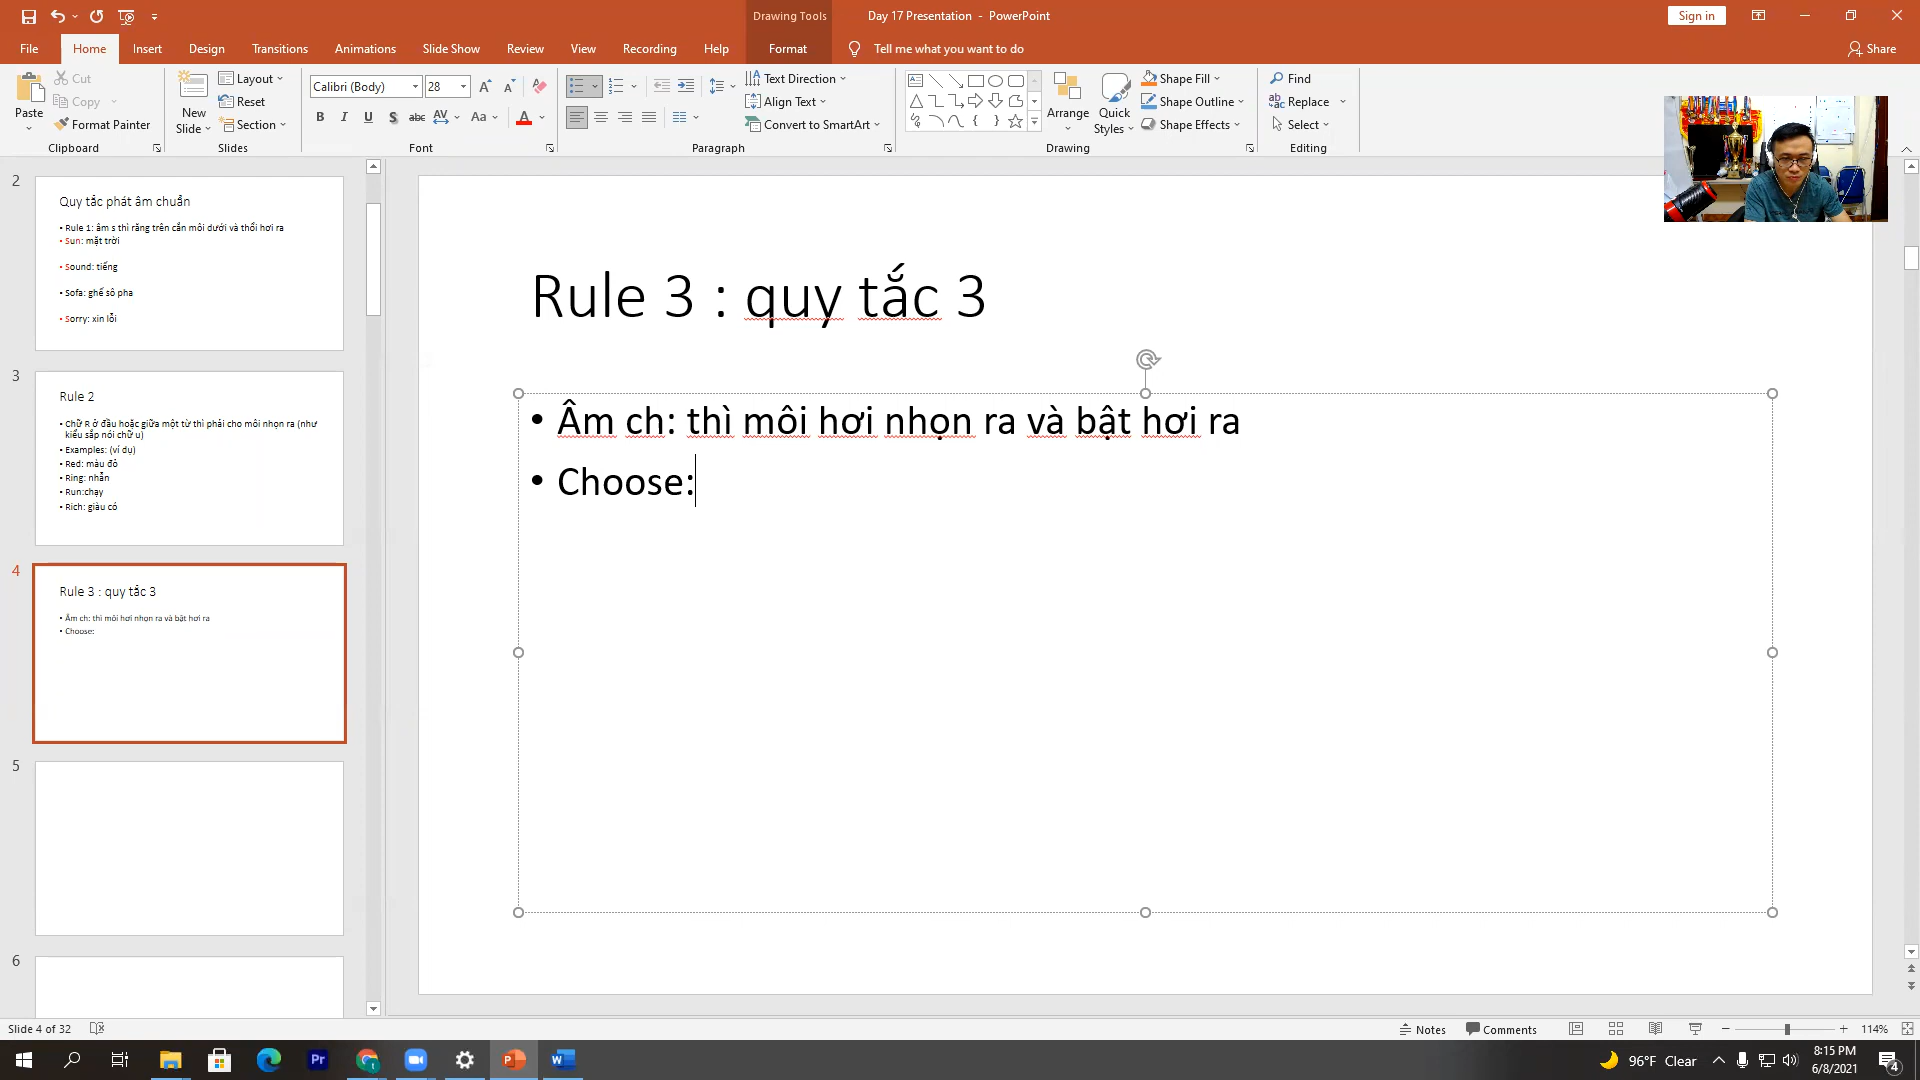 Drawing Tools
Day 17 Presentation - PowerPoint
Sign in
File Home Insert Design Transitions Animations Slide Show Review View Recording Help Format Tell me what you want to do Share
Paste
Cut
Copy
Format Painter
Clipboard
New Slide
Layout
Reset
Section
Slides
Calibri (Body) 28
B I U S abc AV Aa A
Font
Text Direction
Align Text
Convert to SmartArt
Paragraph
Arrange
Quick Styles
Shape Fill
Shape Outline
Shape Effects
Drawing
Find
Replace
Select
Editing
2
Quy tắc phát âm chuẩn
• Rule 1: âm s thì răng trên cắn môi dưới và thổi hơi ra
• Sun: mặt trời
• Sound: tiếng
• Sofa: ghế sô pha
• Sorry: xin lỗi
3
Rule 2
• Chữ R ở đầu hoặc giữa một từ thì phải cho môi nhọn ra (như
kiểu sắp nói chữ u)
• Examples: (ví dụ)
• Red: màu đỏ
• Ring: nhẫn
• Run:chạy
• Rich: giàu có
4
Rule 3 : quy tắc 3
• Âm ch: thì môi hơi nhọn ra và bật hơi ra
• Choose:
5
6
Rule 3 : quy tắc 3
• Âm ch: thì môi hơi nhọn ra và bật hơi ra
• Choose:
Slide 4 of 32
Notes Comments 114%
Pr
96°F Clear
8:15 PM
6/8/2021
4